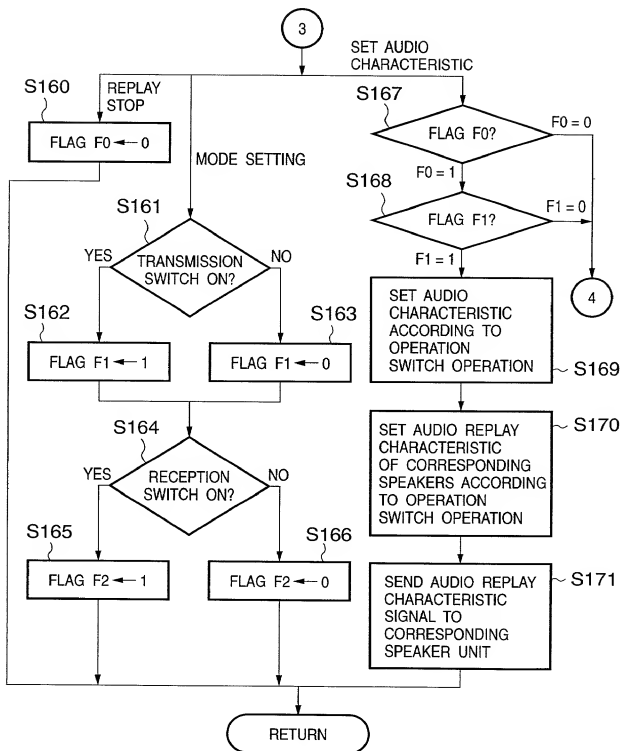 3
SET AUDIO
CHARACTERISTIC
S160
REPLAY
STOP
FLAG F0 ← 0
MODE SETTING
S161
TRANSMISSION
SWITCH ON?
YES
NO
S162
FLAG F1 ← 1
S163
FLAG F1 ← 0
S164
RECEPTION
SWITCH ON?
YES
NO
S165
FLAG F2 ← 1
S166
FLAG F2 ← 0
S167
FLAG F0?
F0 = 0
F0 = 1
S168
FLAG F1?
F1 = 0
F1 = 1
4
SET AUDIO
CHARACTERISTIC
ACCORDING TO
OPERATION
SWITCH OPERATION
S169
SET AUDIO REPLAY
CHARACTERISTIC
OF CORRESPONDING
SPEAKERS ACCORDING
TO OPERATION
SWITCH OPERATION
S170
SEND AUDIO REPLAY
CHARACTERISTIC
SIGNAL TO
CORRESPONDING
SPEAKER UNIT
S171
RETURN